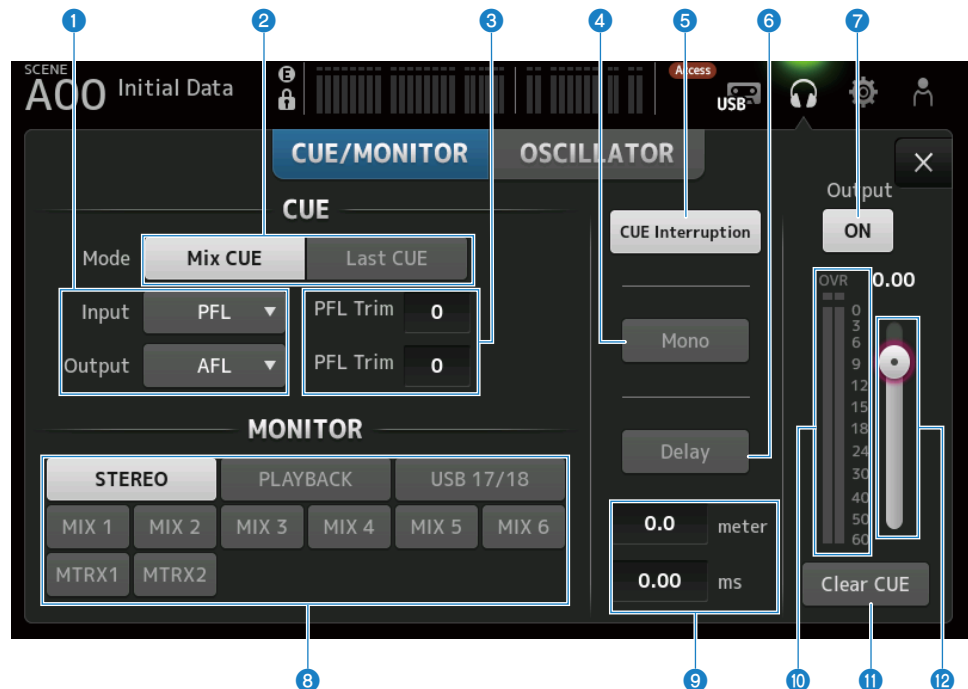 1 2 3 4 5 6 7
SCENE
A00 Initial Data
E
Access
USB
CUE/MONITOR OSCILLATOR
CUE
Mode Mix CUE Last CUE
Input PFL ▼ PFL Trim 0
Output AFL ▼ PFL Trim 0
MONITOR
STEREO PLAYBACK USB 17/18
MIX 1 MIX 2 MIX 3 MIX 4 MIX 5 MIX 6
MTRX1 MTRX2
CUE Interruption
Mono
Delay
0.0 meter
0.00 ms
×
Output
ON
OVR 0.00
0
3
6
9
12
15
18
24
30
40
50
60
Clear CUE
8 9 10 11 12